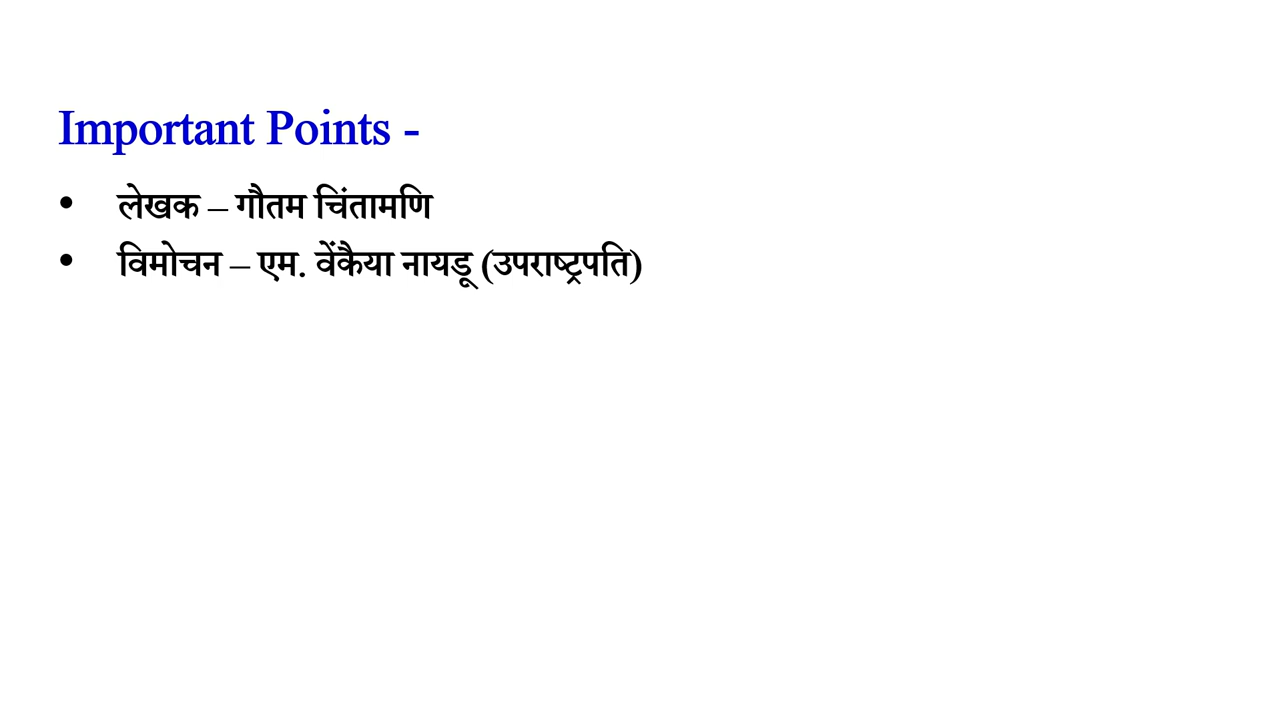 Important Points -
• लेखक – गौतम चिंतामणि
• विमोचन – एम. वेंकैया नायडू (उपराष्ट्रपति)